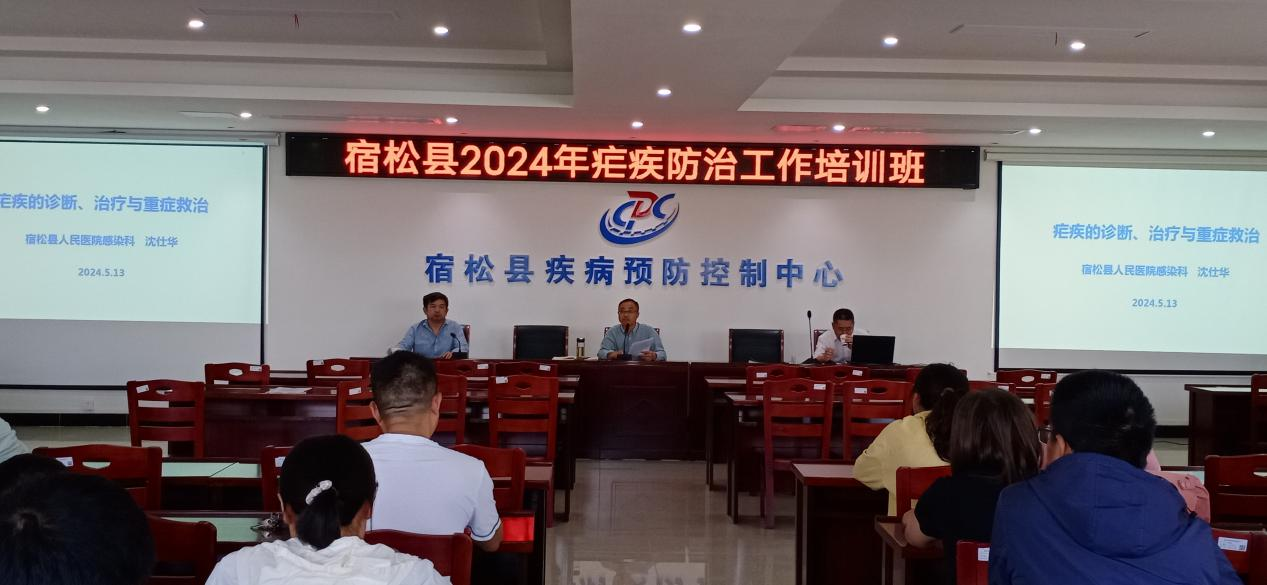 宿松县2024年疟疾防治工作培训班
CDC
宿松县疾病预防控制中心
疟疾的诊断、治疗与重症救治
宿松县人民医院感染科 沈仕华
2024.5.13
疟疾的诊断、治疗与重症救治
宿松县人民医院感染科 沈仕华
2024.5.13